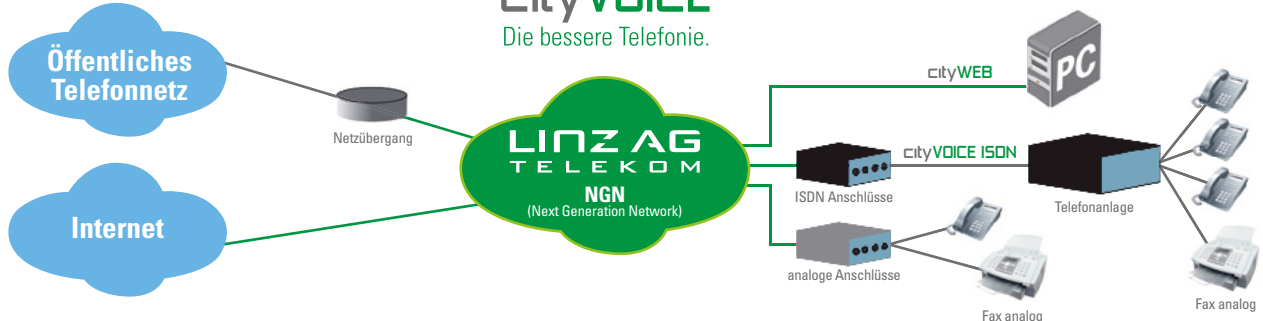 cityVOICE
Die bessere Telefonie.
Öffentliches
Telefonnetz
Netzübergang
Internet
LINZ AG
TELEKOM
NGN
(Next Generation Network)
cityWEB
PC
cityVOICE ISDN
ISDN Anschlüsse
Telefonanlage
analoge Anschlüsse
Fax analog
Fax analog